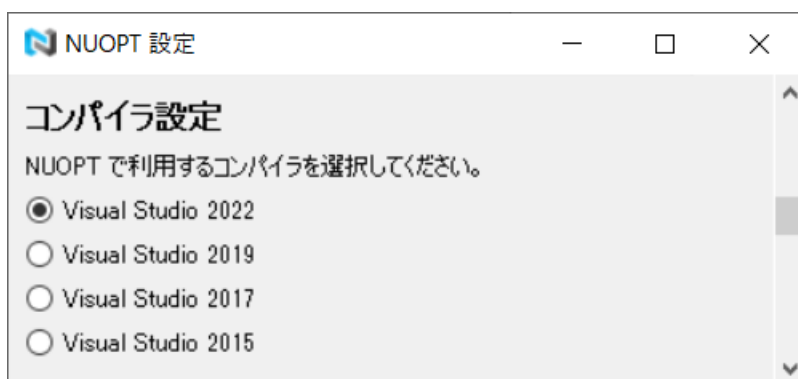 NUOPT 設定
コンパイラ設定
NUOPT で利用するコンパイラを選択してください。
Visual Studio 2022
Visual Studio 2019
Visual Studio 2017
Visual Studio 2015